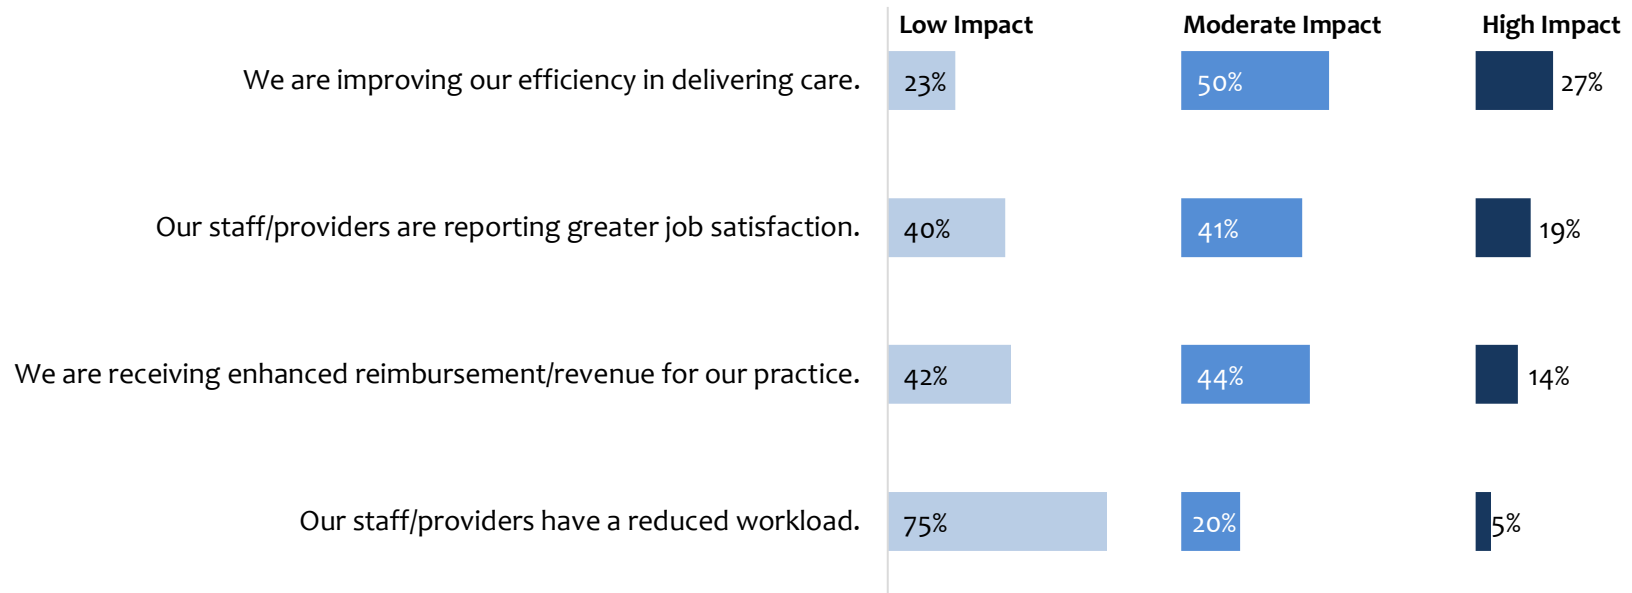 Low Impact Moderate Impact High Impact
We are improving our efficiency in delivering care. 23% 50% 27%
Our staff/providers are reporting greater job satisfaction. 40% 41% 19%
We are receiving enhanced reimbursement/revenue for our practice. 42% 44% 14%
Our staff/providers have a reduced workload. 75% 20% 5%